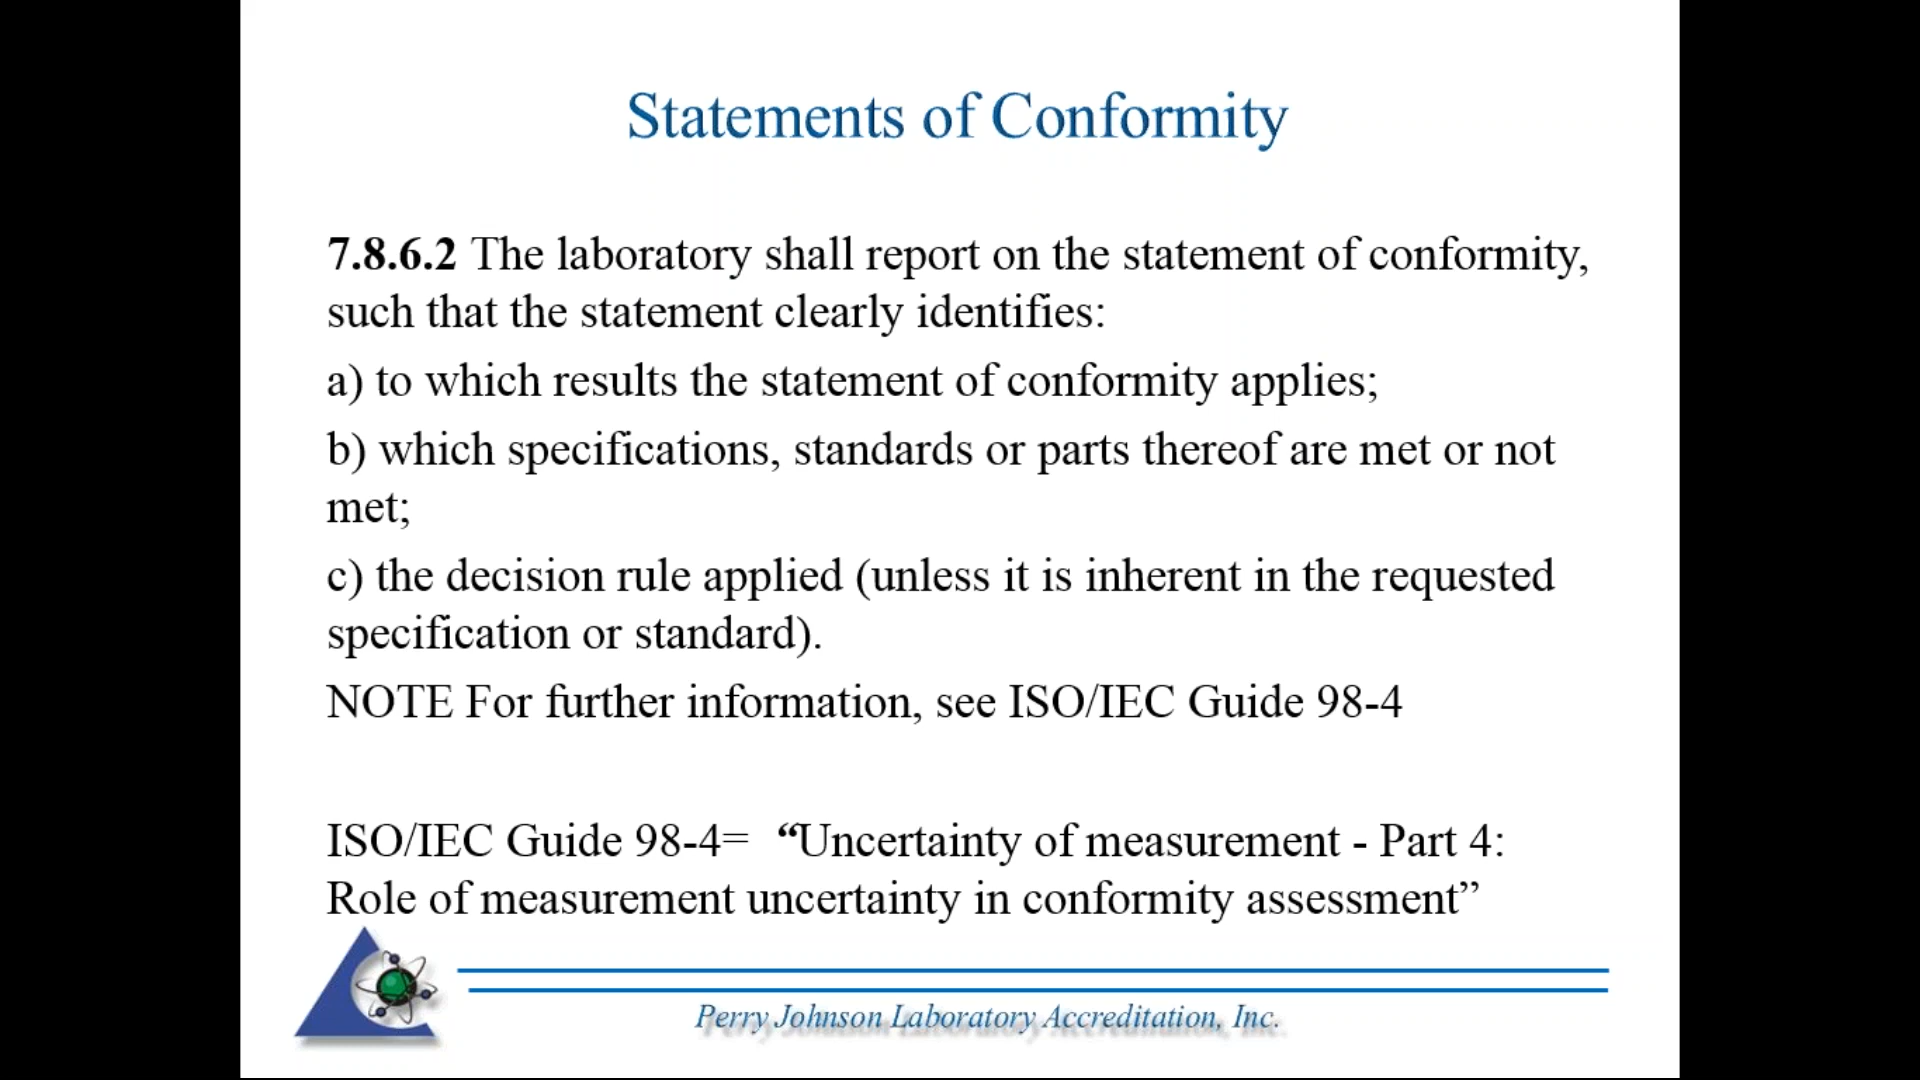 Statements of Conformity
7.8.6.2 The laboratory shall report on the statement of conformity,
such that the statement clearly identifies:
a) to which results the statement of conformity applies;
b) which specifications, standards or parts thereof are met or not
met;
c) the decision rule applied (unless it is inherent in the requested
specification or standard).
NOTE For further information, see ISO/IEC Guide 98-4
ISO/IEC Guide 98-4= “Uncertainty of measurement - Part 4:
Role of measurement uncertainty in conformity assessment”
Perry Johnson Laboratory Accreditation, Inc.